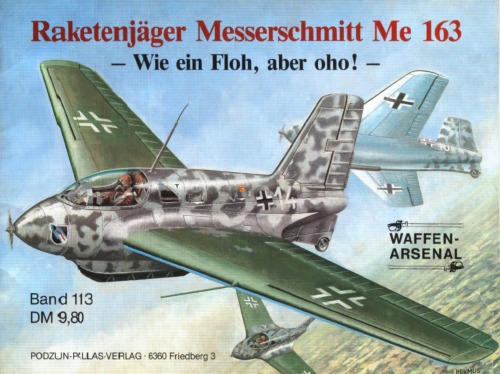 Raketenjäger Messerschmitt Me 163
– Wie ein Floh, aber oho! –
14
WAFFEN-
ARSENAL
Band 113
DM 9,80
PODZUN-PALLAS-VERLAG · 6360 Friedberg 3